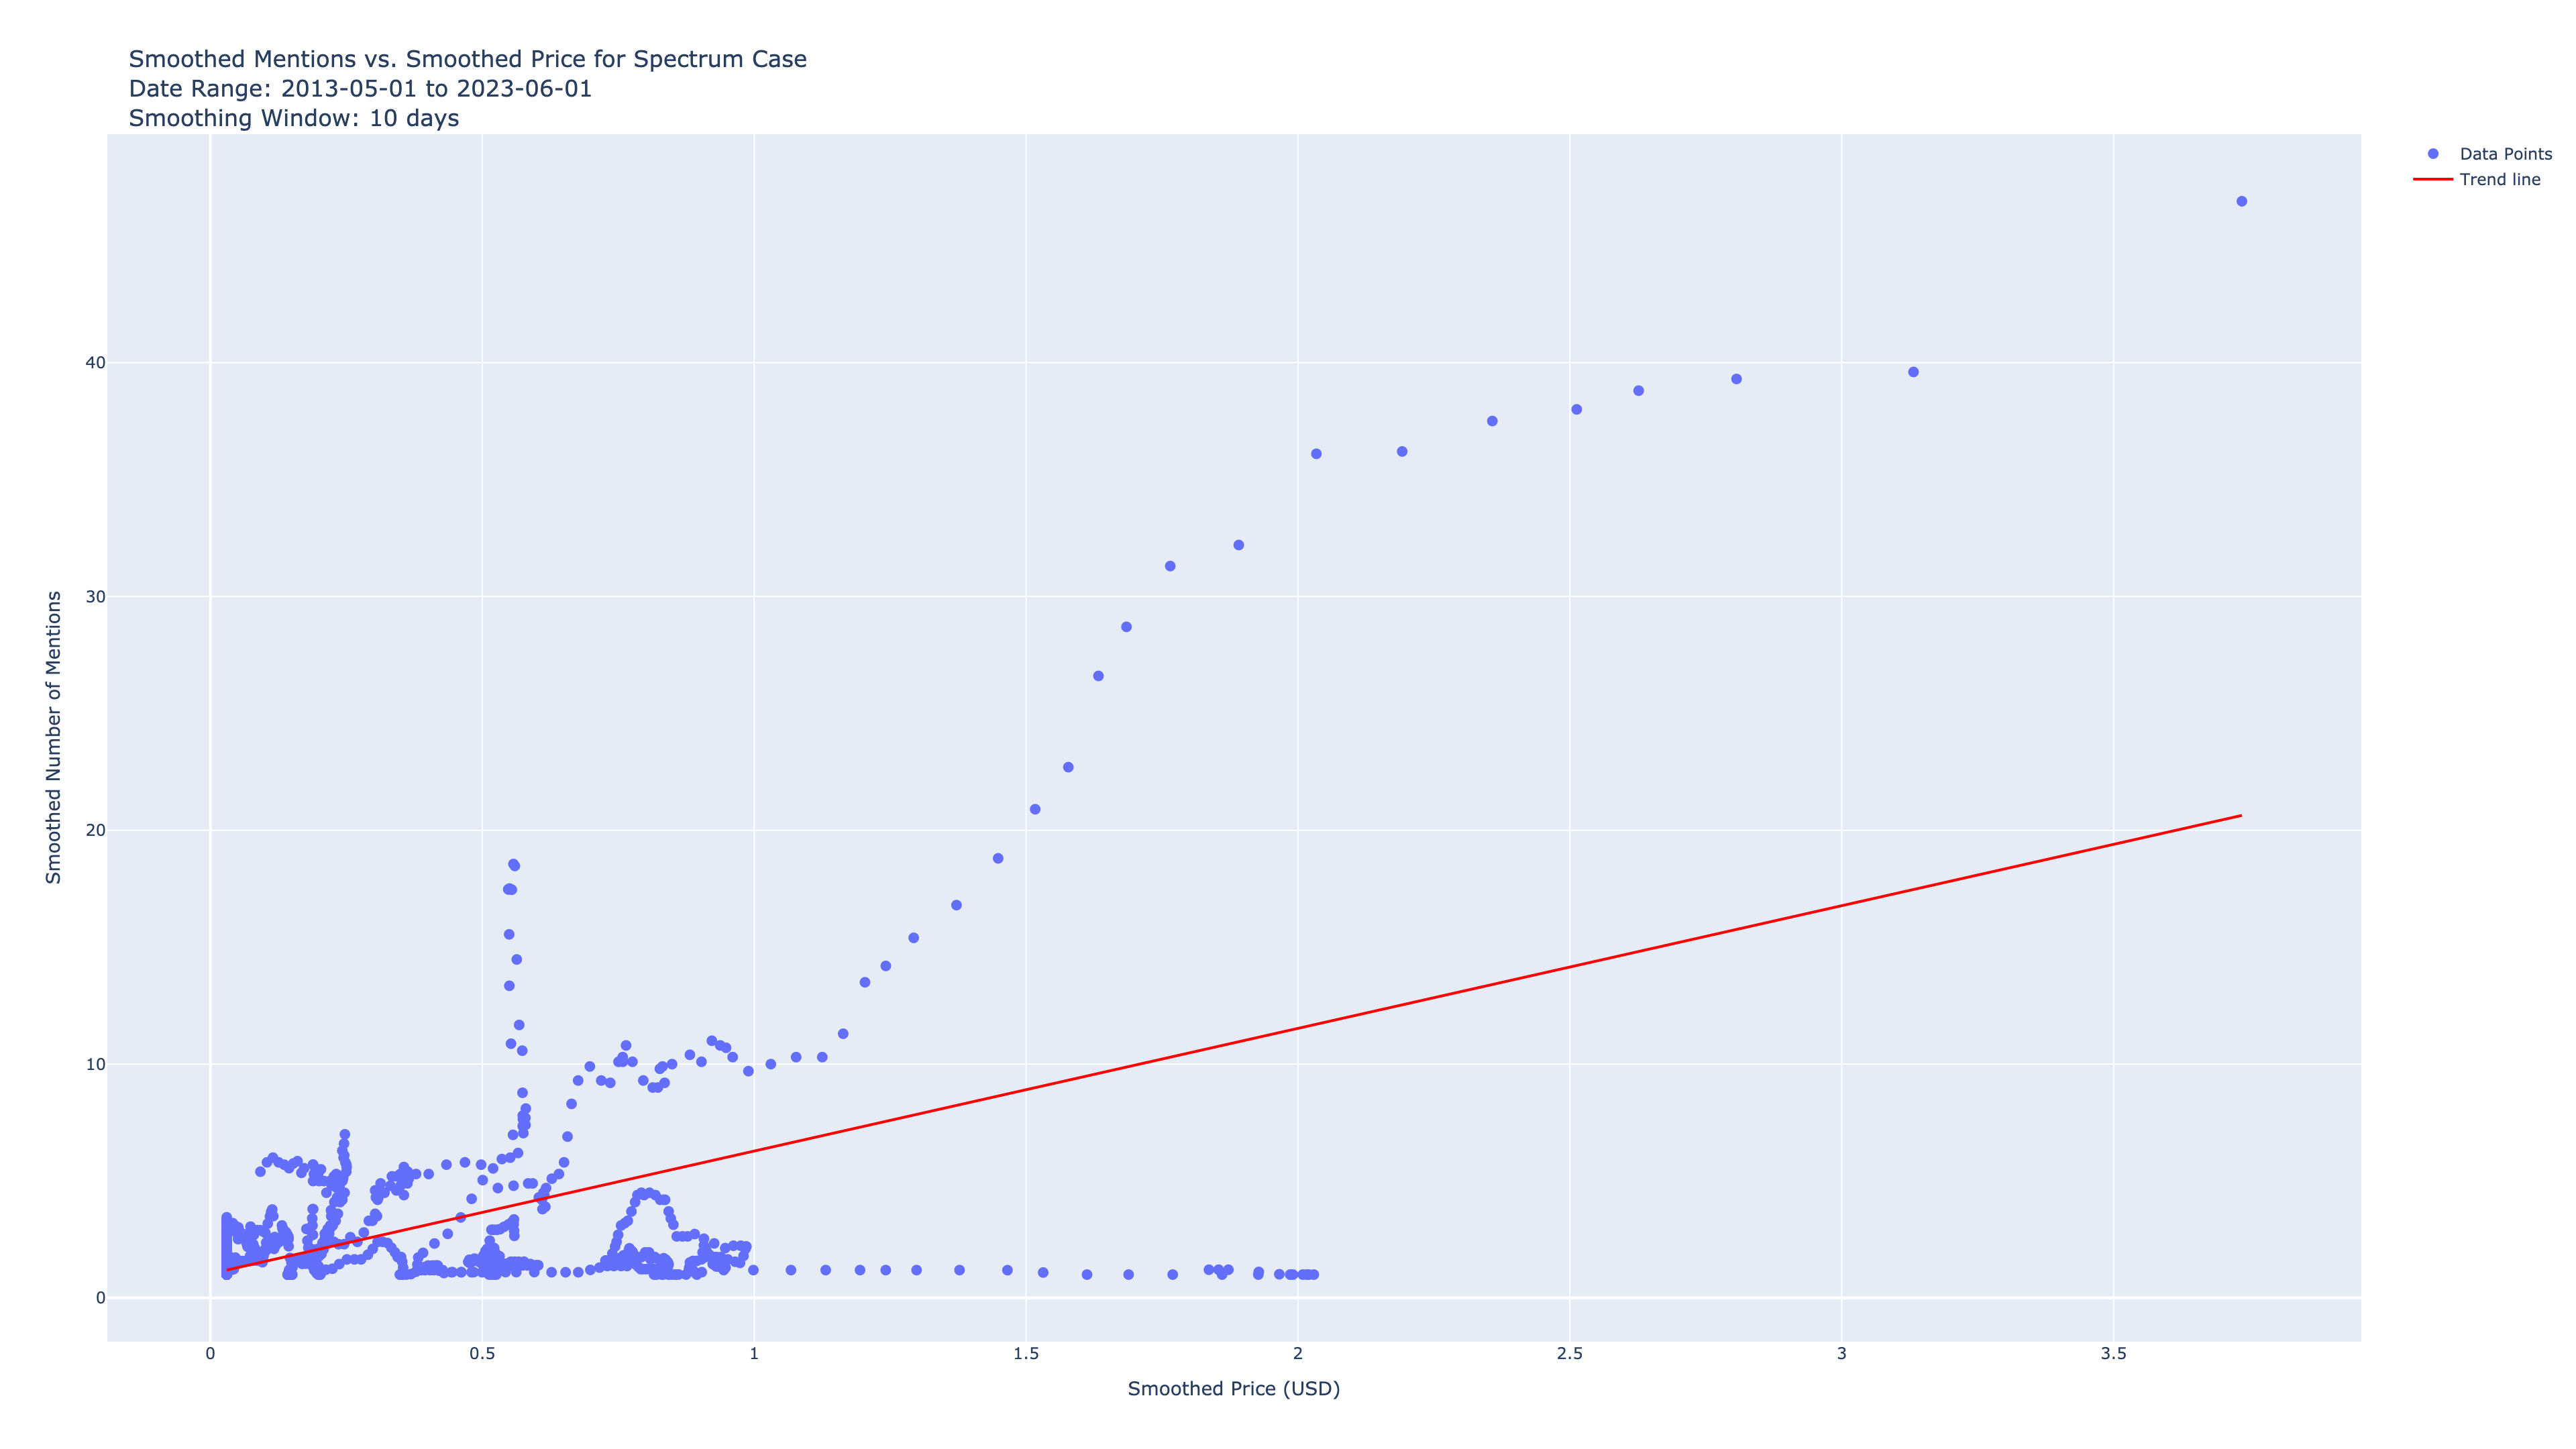 Smoothed Mentions vs. Smoothed Price for Spectrum Case
Date Range: 2013-05-01 to 2023-06-01
Smoothing Window: 10 days
Data Points
Trend line
40
30
20
10
0
Smoothed Number of Mentions
0
0.5
1
1.5
2
2.5
3
3.5
Smoothed Price (USD)